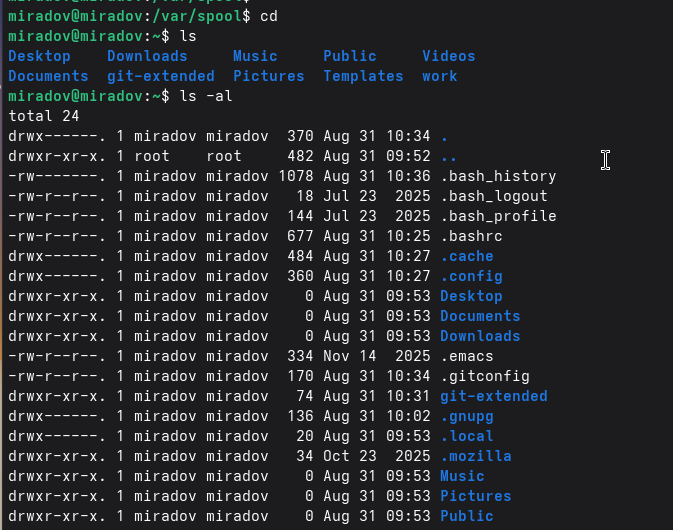 miradov@miradov:/var/spool$ cd
miradov@miradov:~$ ls
Desktop    Downloads     Music     Public     Videos
Documents  git-extended  Pictures  Templates  work
miradov@miradov:~$ ls -al
total 24
drwx------. 1 miradov miradov  370 Aug 31 10:34 .
drwxr-xr-x. 1 root    root     482 Aug 31 09:52 ..
-rw-------. 1 miradov miradov 1078 Aug 31 10:36 .bash_history
-rw-r--r--. 1 miradov miradov   18 Jul 23  2025 .bash_logout
-rw-r--r--. 1 miradov miradov  144 Jul 23  2025 .bash_profile
-rw-r--r--. 1 miradov miradov  677 Aug 31 10:25 .bashrc
drwx------. 1 miradov miradov  484 Aug 31 10:27 .cache
drwx------. 1 miradov miradov  360 Aug 31 10:27 .config
drwxr-xr-x. 1 miradov miradov    0 Aug 31 09:53 Desktop
drwxr-xr-x. 1 miradov miradov    0 Aug 31 09:53 Documents
drwxr-xr-x. 1 miradov miradov    0 Aug 31 09:53 Downloads
-rw-r--r--. 1 miradov miradov  334 Nov 14  2025 .emacs
-rw-r--r--. 1 miradov miradov  170 Aug 31 10:34 .gitconfig
drwxr-xr-x. 1 miradov miradov   74 Aug 31 10:31 git-extended
drwx------. 1 miradov miradov  136 Aug 31 10:02 .gnupg
drwx------. 1 miradov miradov   20 Aug 31 09:53 .local
drwxr-xr-x. 1 miradov miradov   34 Oct 23  2025 .mozilla
drwxr-xr-x. 1 miradov miradov    0 Aug 31 09:53 Music
drwxr-xr-x. 1 miradov miradov    0 Aug 31 09:53 Pictures
drwxr-xr-x. 1 miradov miradov    0 Aug 31 09:53 Public